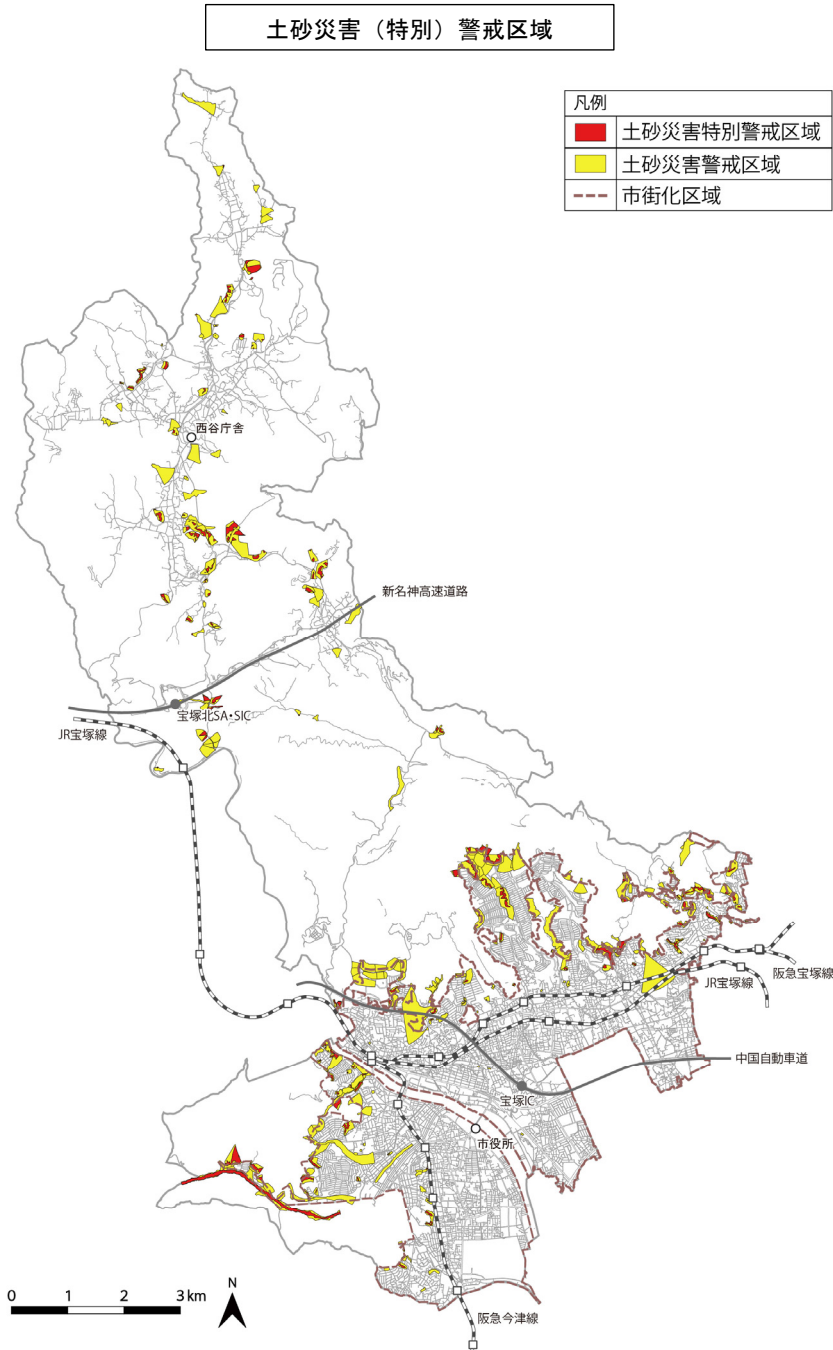 土砂災害（特別）警戒区域
凡例
土砂災害特別警戒区域
土砂災害警戒区域
市街化区域
西谷庁舎
新名神高速道路
宝塚北SA・SIC
JR宝塚線
阪急宝塚線
JR宝塚線
中国自動車道
宝塚IC
市役所
0 1 2 3km
N
阪急今津線